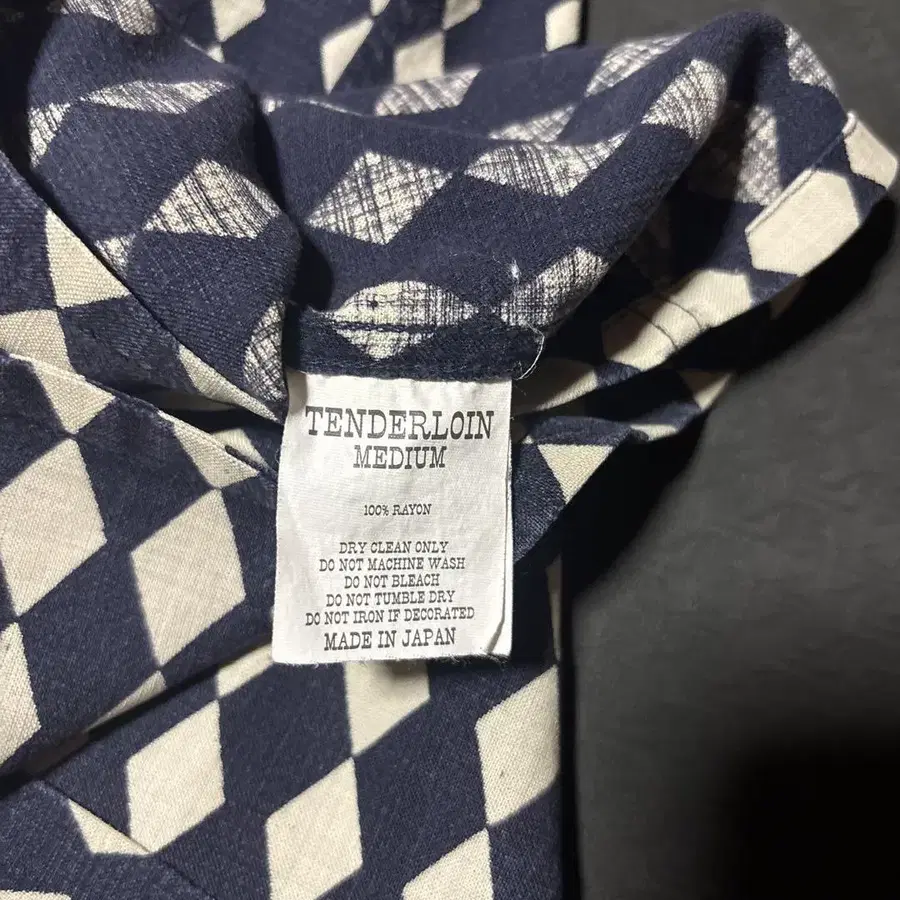 TENDERLOIN
MEDIUM
100% RAYON
DRY CLEAN ONLY
DO NOT MACHINE WASH
DO NOT BLEACH
DO NOT TUMBLE DRY
DO NOT IRON IF DECORATED
MADE IN JAPAN